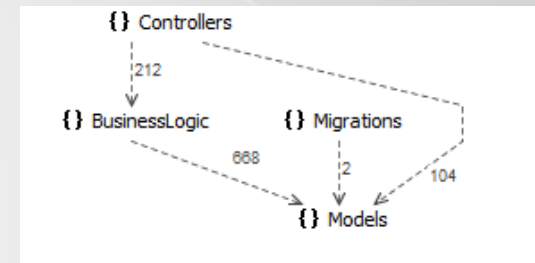 {} Controllers
212
{} BusinessLogic
{} Migrations
668
2
104
{} Models